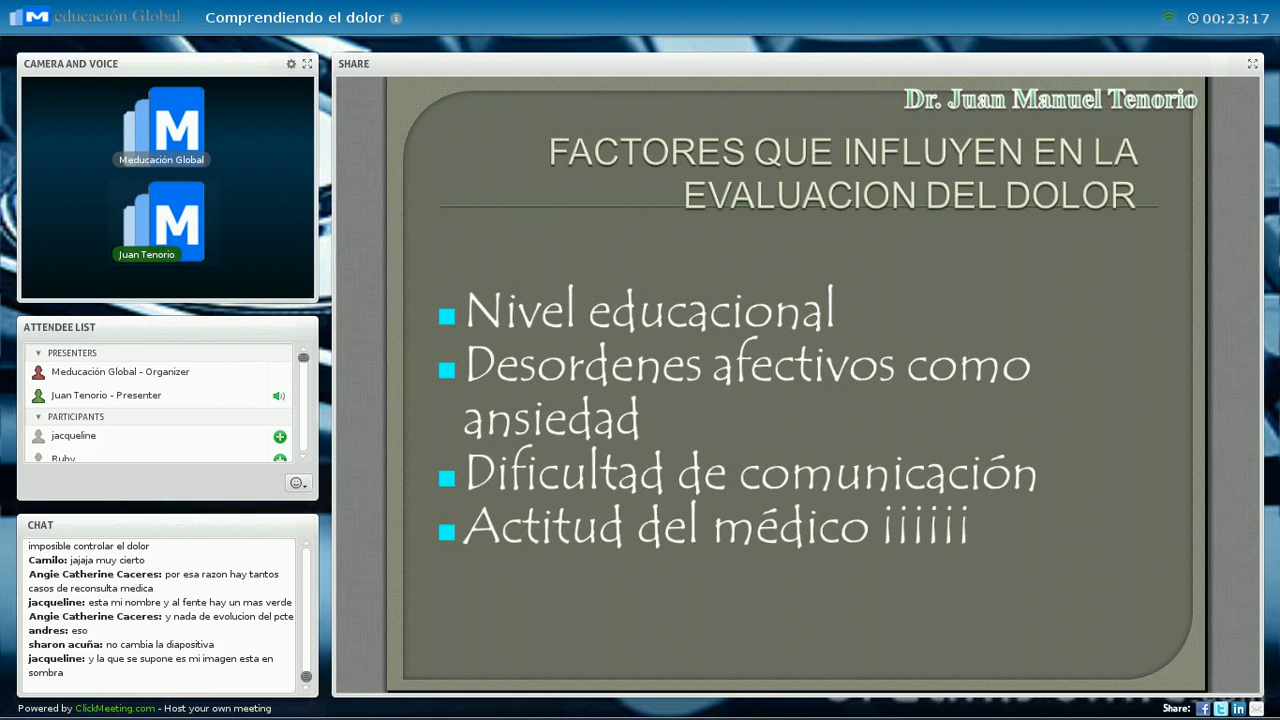 M educación Global
Comprendiendo el dolor
00:23:17
CAMERA AND VOICE
M
Meducación Global
M
Juan Tenorio
ATTENDEE LIST
PRESENTERS
Meducación Global - Organizer
Juan Tenorio - Presenter
PARTICIPANTS
jacqueline
Ruby
CHAT
imposible controlar el dolor
Camilo: jajaja muy cierto
Angie Catherine Caceres: por esa razon hay tantos
casos de reconsulta medica
jacqueline: esta mi nombre y al fente hay un mas verde
Angie Catherine Caceres: y nada de evolucion del pcte
andres: eso
sharon acuña: no cambia la diapositiva
jacqueline: y la que se supone es mi imagen esta en
sombra
SHARE
Dr. Juan Manuel Tenorio
FACTORES QUE INFLUYEN EN LA
EVALUACION DEL DOLOR
Nivel educacional
Desordenes afectivos como
ansiedad
Dificultad de comunicación
Actitud del médico ¡¡¡¡¡¡
Powered by ClickMeeting.com - Host your own meeting
Share: